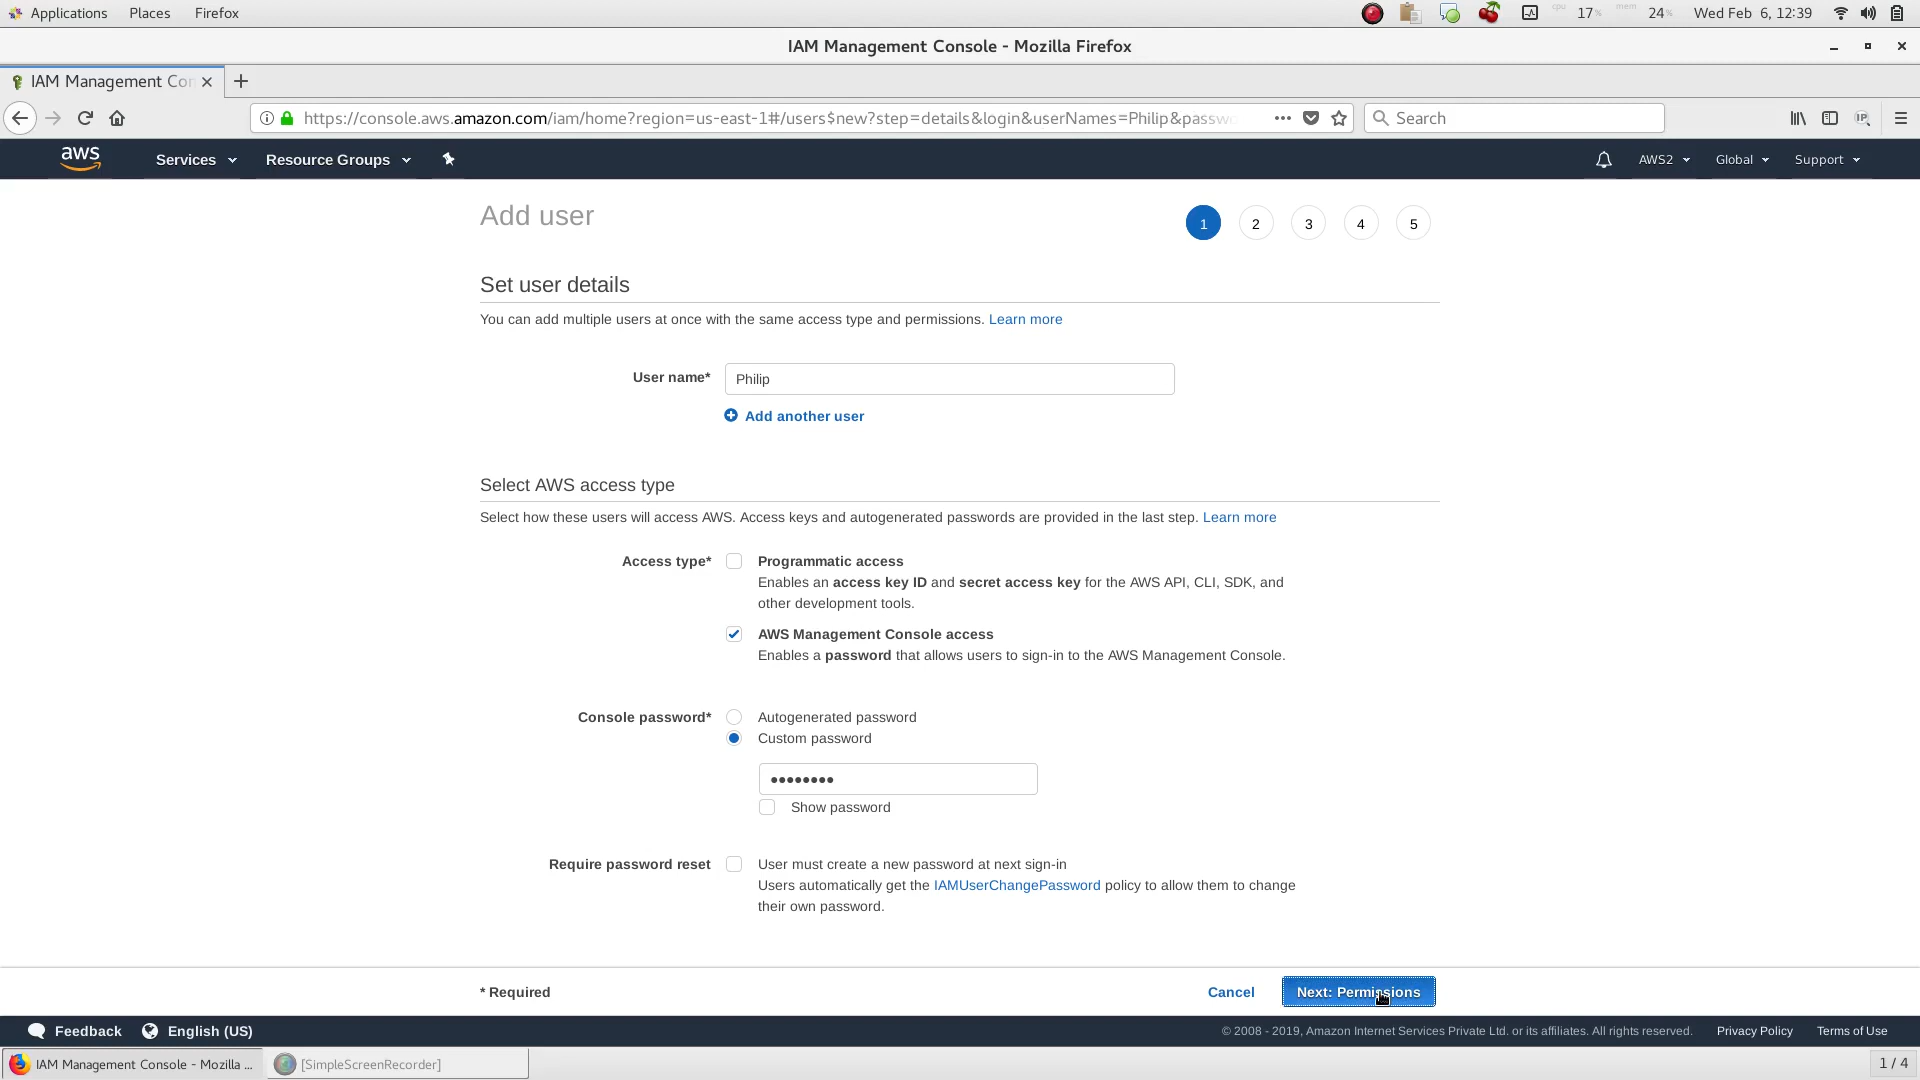 Applications Places Firefox
cpu 17% mem 24% Wed Feb 6, 12:39
IAM Management Console - Mozilla Firefox
IAM Management Con
https://console.aws.amazon.com/iam/home?region=us-east-1#/users$new?step=details&login&userNames=Philip&passw
Search
aws Services Resource Groups AWS2 Global Support
Add user
1 2 3 4 5
Set user details
You can add multiple users at once with the same access type and permissions. Learn more
User name* Philip
Add another user
Select AWS access type
Select how these users will access AWS. Access keys and autogenerated passwords are provided in the last step. Learn more
Access type* Programmatic access
Enables an access key ID and secret access key for the AWS API, CLI, SDK, and
other development tools.
AWS Management Console access
Enables a password that allows users to sign-in to the AWS Management Console.
Console password* Autogenerated password
Custom password
••••••••
Show password
Require password reset User must create a new password at next sign-in
Users automatically get the IAMUserChangePassword policy to allow them to change
their own password.
* Required Cancel Next: Permissions
Feedback English (US) © 2008 - 2019, Amazon Internet Services Private Ltd. or its affiliates. All rights reserved. Privacy Policy Terms of Use
IAM Management Console - Mozilla ... [SimpleScreenRecorder] 1 / 4